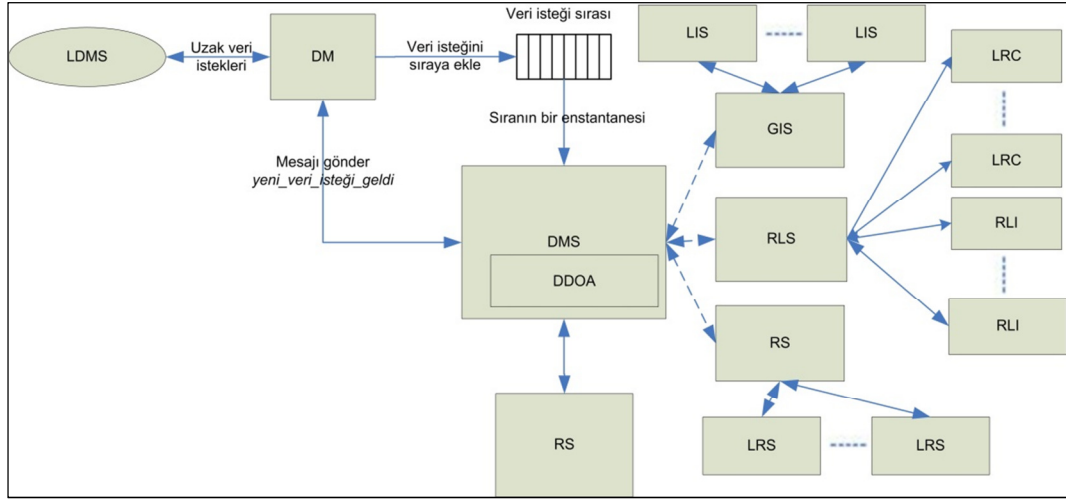 Veri isteği sırası
LIS
LIS
LRC
LDMS
Uzak veri
istekleri
DM
Veri isteğini
sıraya ekle
Sıranın bir enstantanesi
GIS
LRC
Mesajı gönder
yeni_veri_isteği_geldi
DMS
DDOA
RLS
RLI
RLI
RS
RS
LRS
LRS